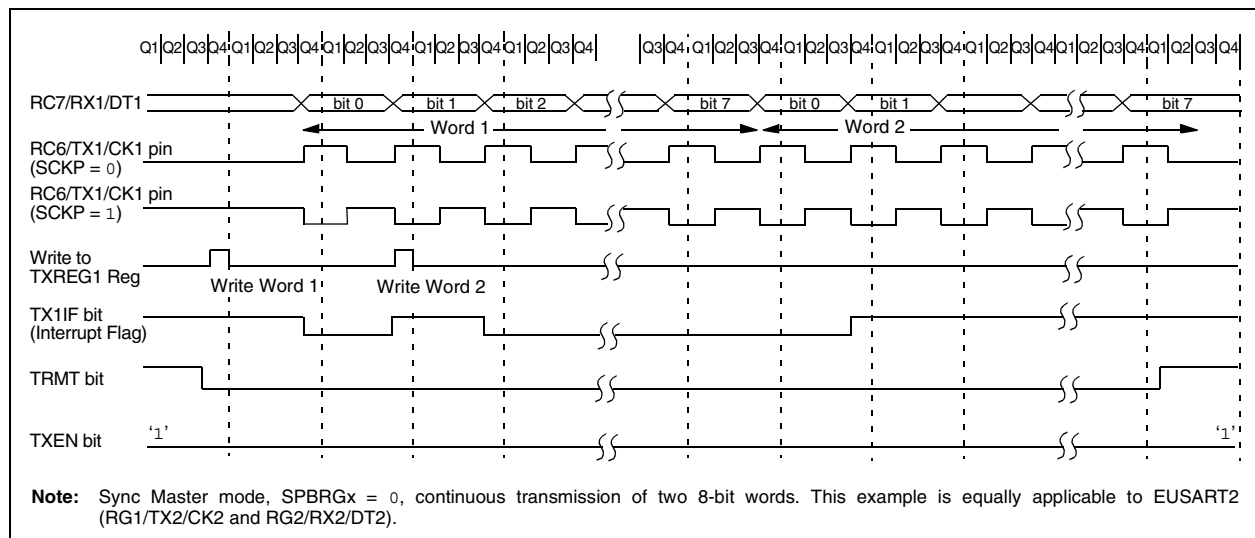 Q1 Q2 Q3 Q4 Q1 Q2 Q3 Q4 Q1 Q2 Q3 Q4 Q1 Q2 Q3 Q4 Q1 Q2 Q3 Q4 Q3 Q4 Q1 Q2 Q3 Q4 Q1 Q2 Q3 Q4 Q1 Q2 Q3 Q4 Q1 Q2 Q3 Q4 Q1 Q2 Q3 Q4 Q1 Q2 Q3 Q4
RC7/RX1/DT1 bit 0 bit 1 bit 2 bit 7 bit 0 bit 1 bit 7
Word 1 Word 2
RC6/TX1/CK1 pin
(SCKP = 0)
RC6/TX1/CK1 pin
(SCKP = 1)
Write to
TXREG1 Reg
Write Word 1 Write Word 2
TX1IF bit
(Interrupt Flag)
TRMT bit
TXEN bit '1' '1'
Note: Sync Master mode, SPBRGx = 0, continuous transmission of two 8-bit words. This example is equally applicable to EUSART2
(RG1/TX2/CK2 and RG2/RX2/DT2).